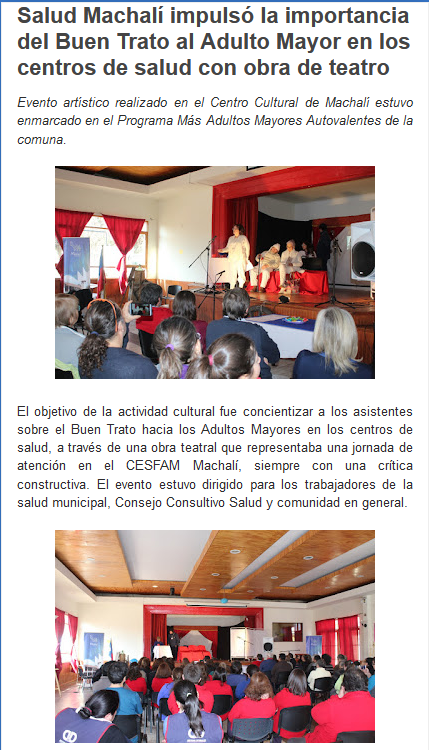 Salud Machalí impulsó la importancia
del Buen Trato al Adulto Mayor en los
centros de salud con obra de teatro
Evento artístico realizado en el Centro Cultural de Machalí estuvo
enmarcado en el Programa Más Adultos Mayores Autovalentes de la
comuna.
El objetivo de la actividad cultural fue concientizar a los asistentes
sobre el Buen Trato hacia los Adultos Mayores en los centros de
salud, a través de una obra teatral que representaba una jornada de
atención en el CESFAM Machalí, siempre con una crítica
constructiva. El evento estuvo dirigido para los trabajadores de la
salud municipal, Consejo Consultivo Salud y comunidad en general.